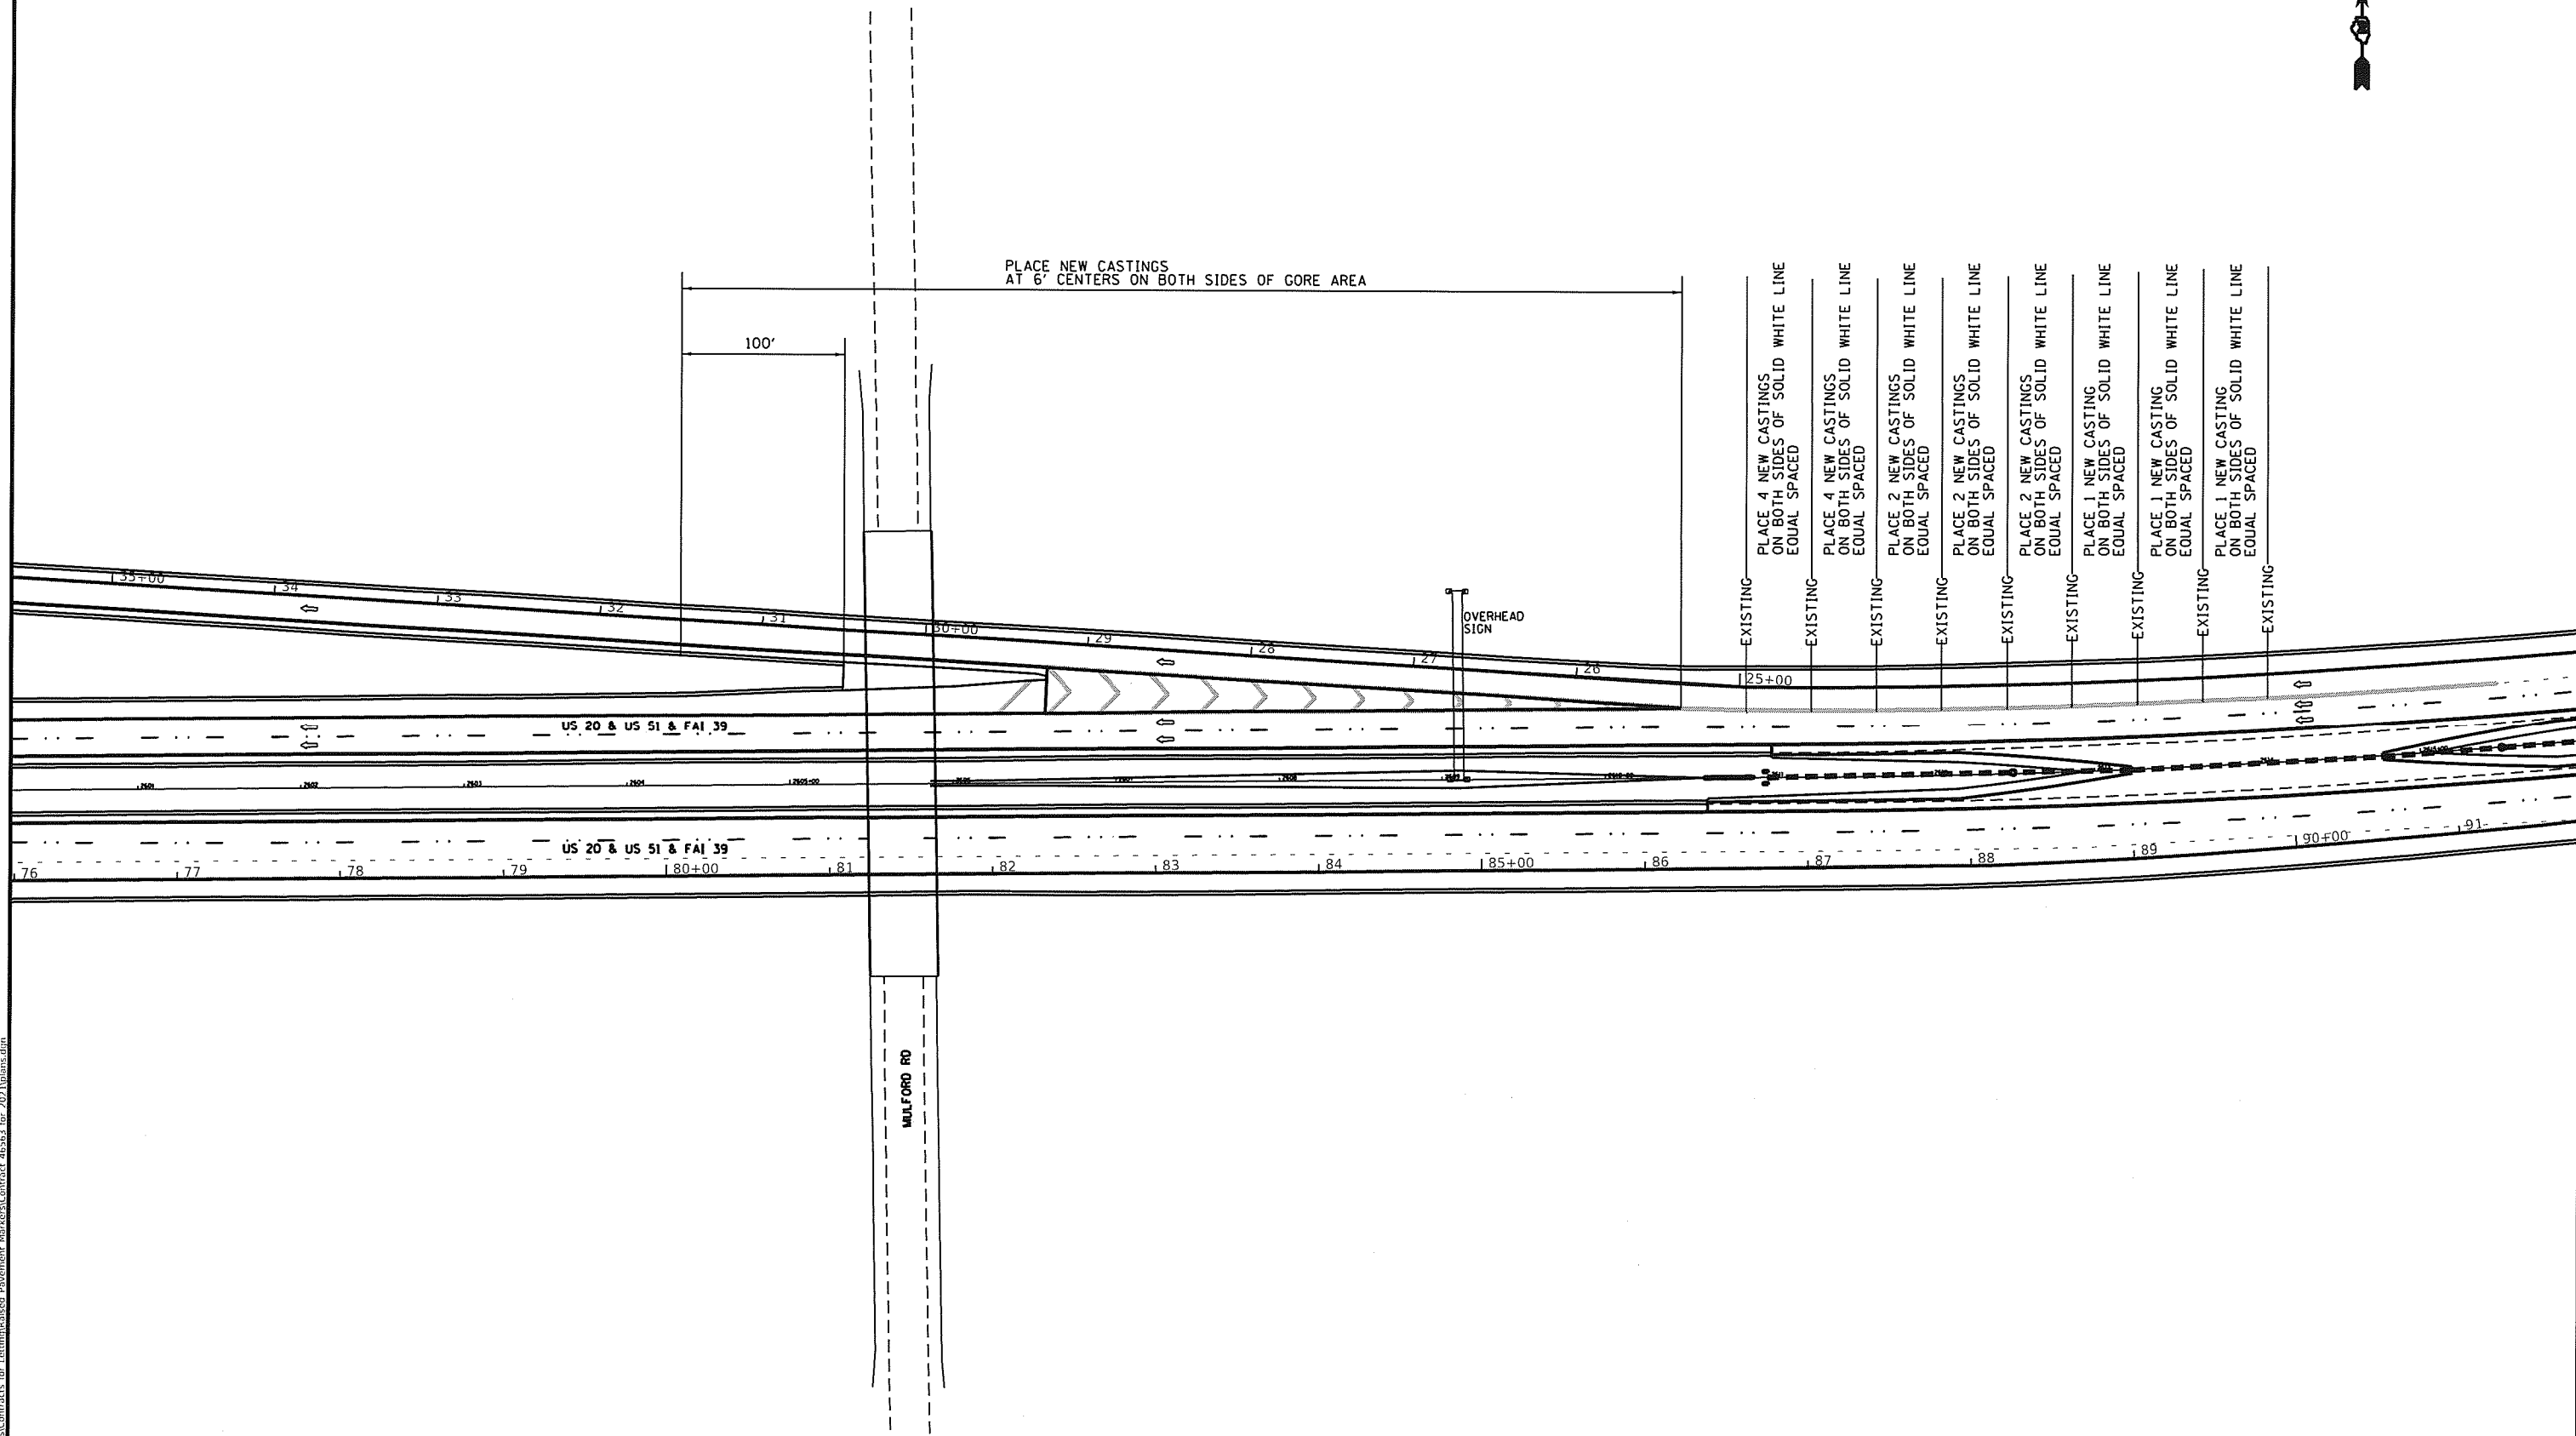 PLACE NEW CASTINGS
AT 6' CENTERS ON BOTH SIDES OF GORE AREA
100'
PLACE 4 NEW CASTINGS
ON BOTH SIDES OF SOLID WHITE LINE
EQUAL SPACED
PLACE 4 NEW CASTINGS
ON BOTH SIDES OF SOLID WHITE LINE
EQUAL SPACED
PLACE 2 NEW CASTINGS
ON BOTH SIDES OF SOLID WHITE LINE
EQUAL SPACED
PLACE 2 NEW CASTINGS
ON BOTH SIDES OF SOLID WHITE LINE
EQUAL SPACED
PLACE 2 NEW CASTINGS
ON BOTH SIDES OF SOLID WHITE LINE
EQUAL SPACED
PLACE 1 NEW CASTING
ON BOTH SIDES OF SOLID WHITE LINE
EQUAL SPACED
PLACE 1 NEW CASTING
ON BOTH SIDES OF SOLID WHITE LINE
EQUAL SPACED
PLACE 1 NEW CASTING
ON BOTH SIDES OF SOLID WHITE LINE
EQUAL SPACED
EXISTING
EXISTING
EXISTING
EXISTING
EXISTING
EXISTING
EXISTING
EXISTING
EXISTING
OVERHEAD
SIGN
35+00
34
33
32
31
30+00
29
28
27
26
25+00
US 20 & US 51 & FAI 39
2601
2602
2603
2604
2605+00
US 20 & US 51 & FAI 39
76
77
78
79
80+00
81
82
83
84
85+00
86
87
88
89
90+00
91
MULFORD RD